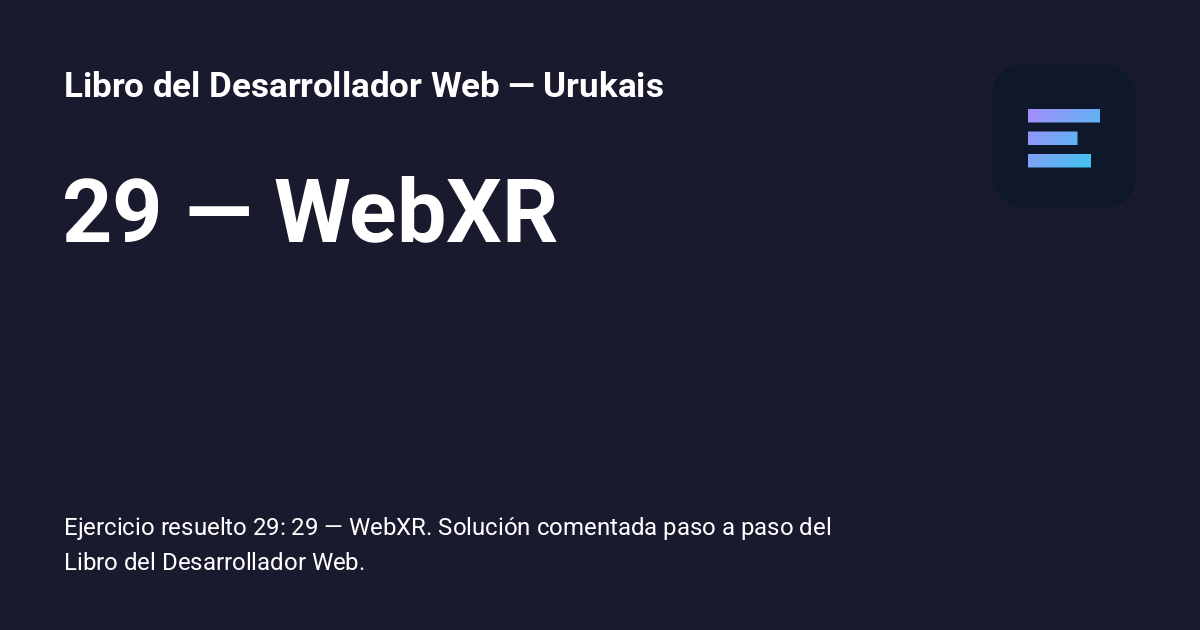 Libro del Desarrollador Web — Urukais
29 — WebXR
Ejercicio resuelto 29: 29 — WebXR. Solución comentada paso a paso del
Libro del Desarrollador Web.